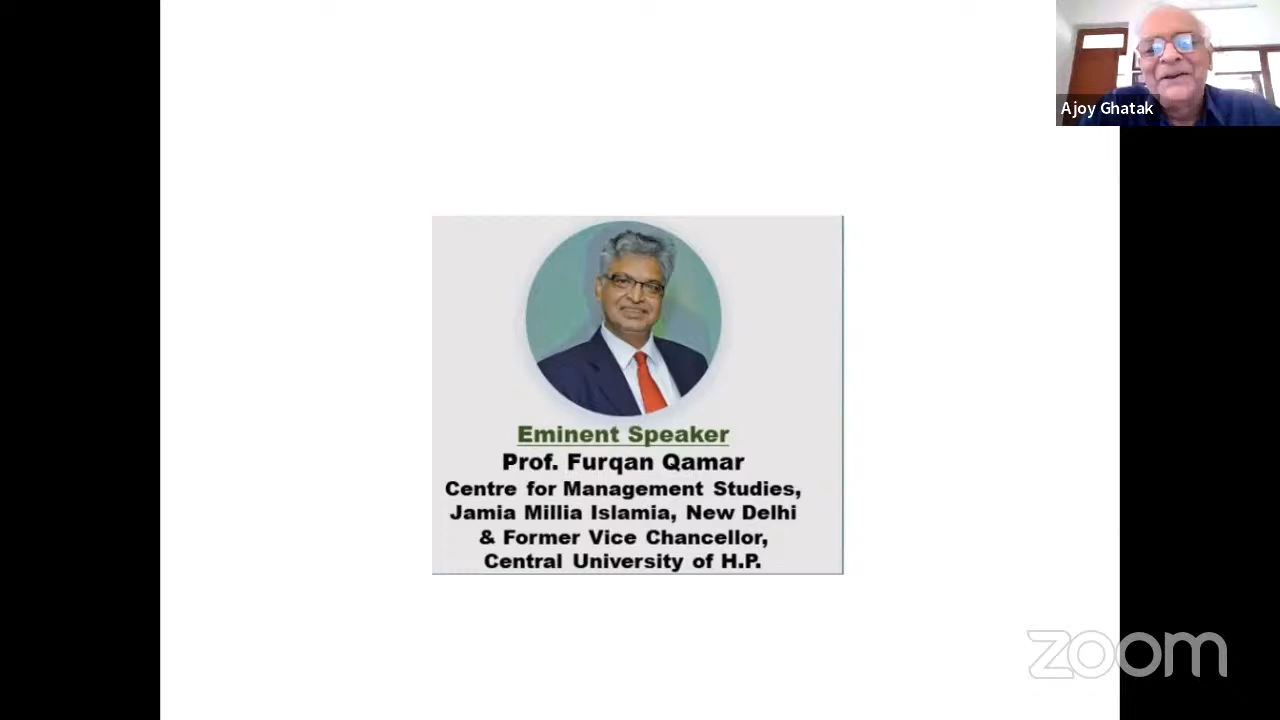 Ajoy Ghatak
Eminent Speaker
Prof. Furqan Qamar
Centre for Management Studies,
Jamia Millia Islamia, New Delhi
& Former Vice Chancellor,
Central University of H.P.
zoom